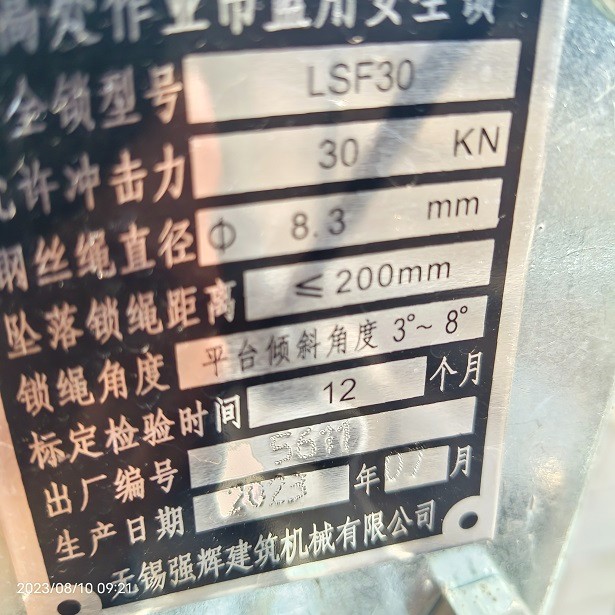 高处作业吊篮用安全锁
全锁型号 LSF30
允许冲击力 30 KN
钢丝绳直径 Φ 8.3 mm
坠落锁绳距离 ≤200mm
锁绳角度 平台倾斜角度 3°~8°
标定检验时间 12 个月
出厂编号 5611
生产日期 2023 年 07 月
无锡强辉建筑机械有限公司
2023/08/10 09:21